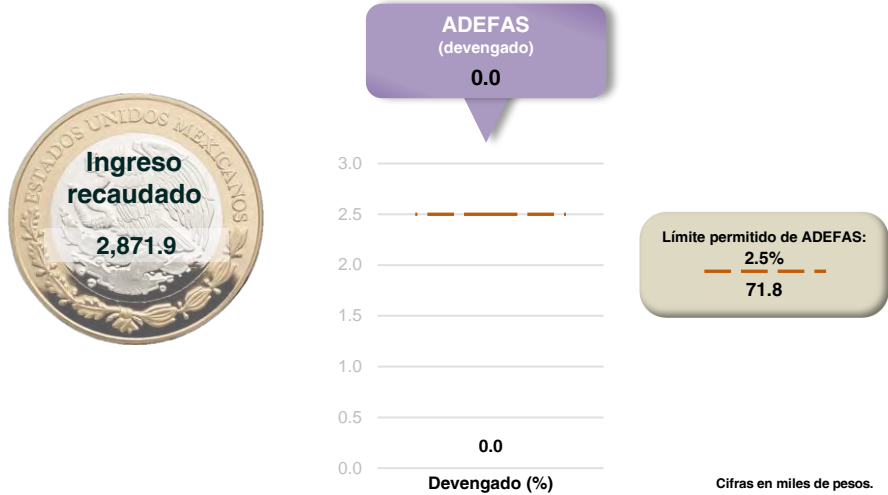 ADEFAS
(devengado)
0.0
ESTADOS UNIDOS MEXICANOS
Ingreso
recaudado
2,871.9
3.0
2.5
2.0
1.5
1.0
0.5
0.0
0.0
Devengado (%)
Límite permitido de ADEFAS:
2.5%
71.8
Cifras en miles de pesos.